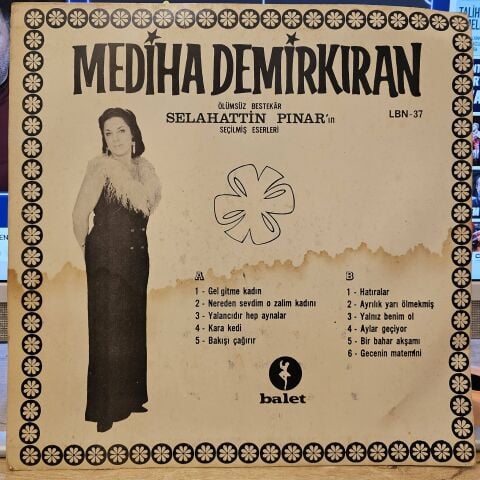 MEDİHA DEMİRKIRAN
ÖLÜMSÜZ BESTEKÂR
SELAHATTİN PINAR'ın
SEÇİLMİŞ ESERLERİ
LBN-37
A
1 - Gel gitme kadın
2 - Nereden sevdim o zalim kadını
3 - Yalancıdır hep aynalar
4 - Kara kedi
5 - Bakışı çağırır
B
1 - Hatıralar
2 - Ayrılık yarı ölmekmiş
3 - Yalnız benim ol
4 - Aylar geçiyor
5 - Bir bahar akşamı
6 - Gecenin matemini
balet
TALİH